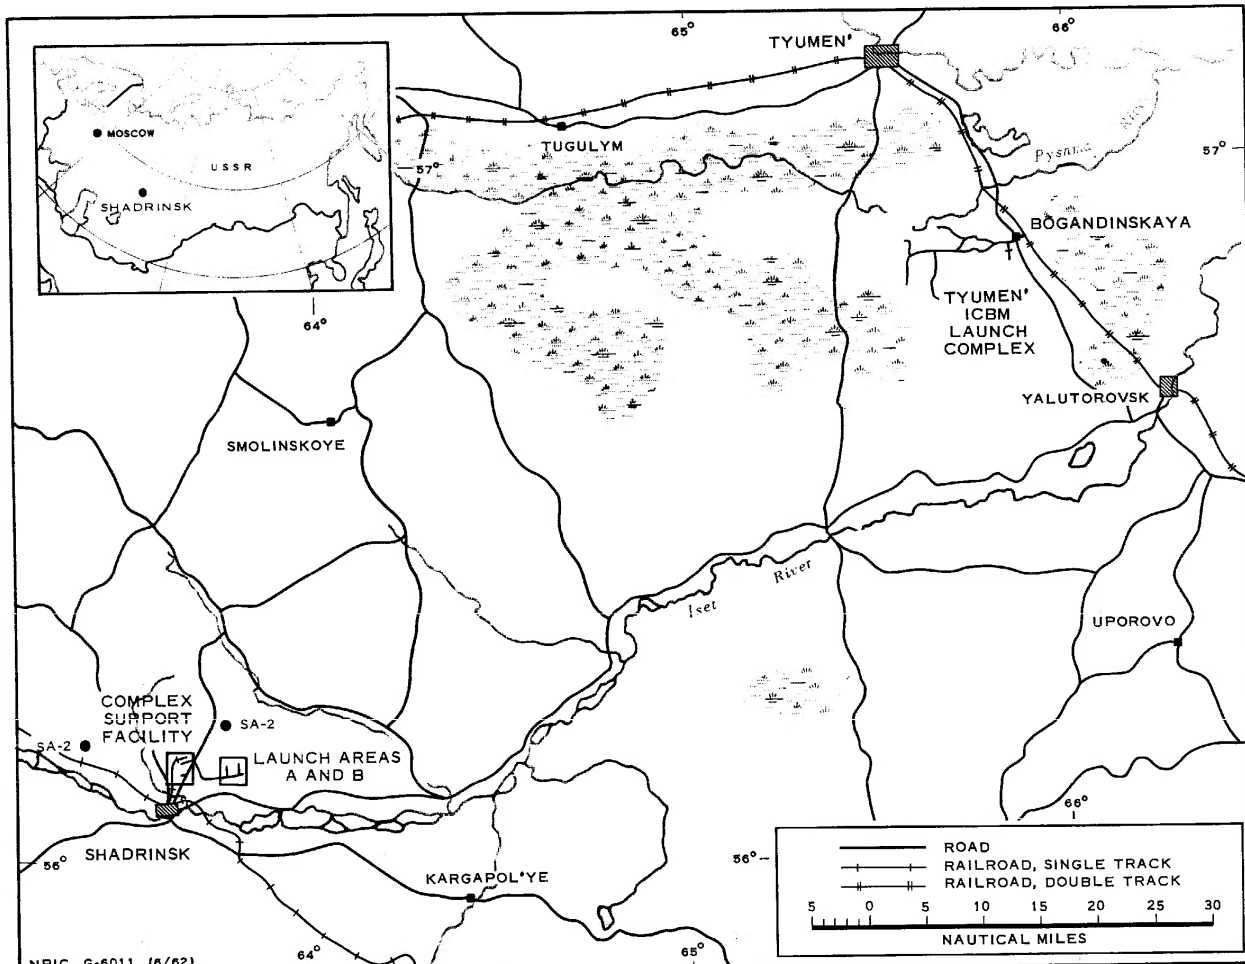 65°
66°
TYUMEN'
MOSCOW
USSR
SHADRINSK
TUGULYM
57°
Pyshma
57°
BOGANDINSKAYA
TYUMEN'
ICBM
LAUNCH
COMPLEX
64°
YALUTOROVSK
SMOLINSKOYE
Iset River
UPOROVO
COMPLEX
SUPPORT
FACILITY
SA-2
SA-2
LAUNCH AREAS
A AND B
66°
SHADRINSK
56°
56°
KARGAPOL'YE
ROAD
RAILROAD, SINGLE TRACK
RAILROAD, DOUBLE TRACK
5 0 5 10 15 20 25 30
NAUTICAL MILES
64°
65°
NPIC G-6011 (6/62)